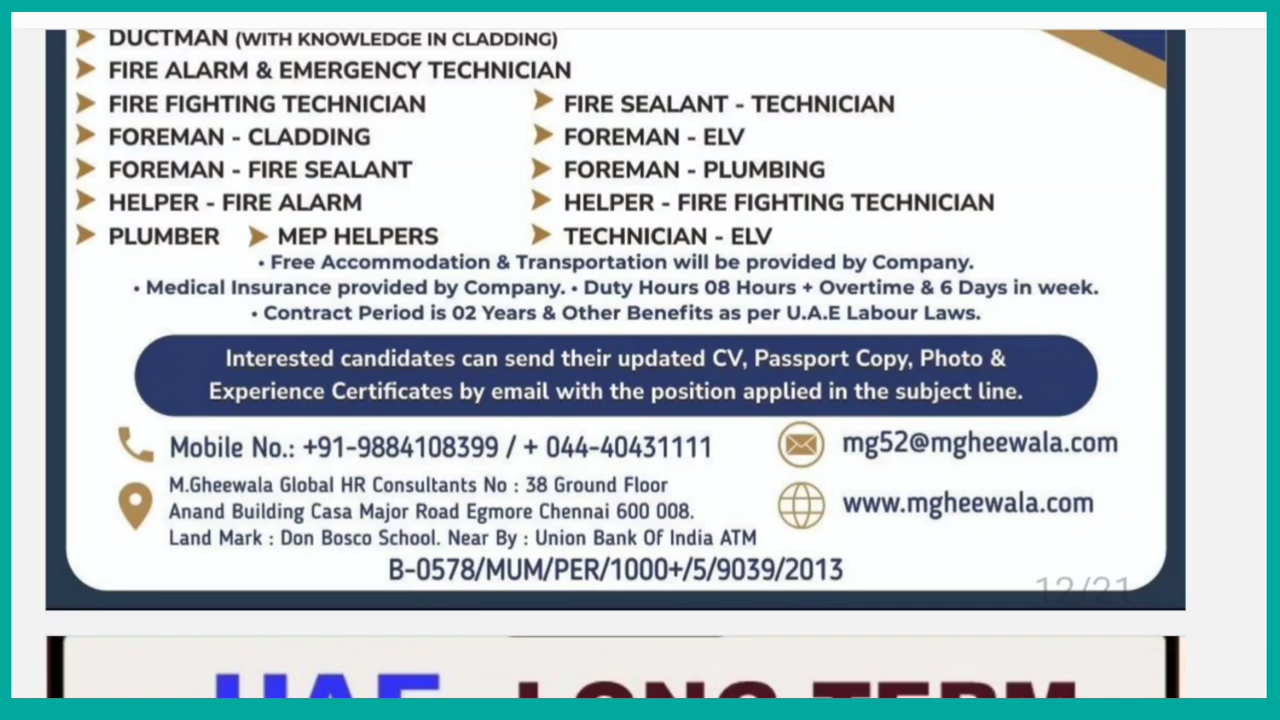 DUCTMAN (WITH KNOWLEDGE IN CLADDING)
FIRE ALARM & EMERGENCY TECHNICIAN
FIRE FIGHTING TECHNICIAN
FIRE SEALANT - TECHNICIAN
FOREMAN - CLADDING
FOREMAN - ELV
FOREMAN - FIRE SEALANT
FOREMAN - PLUMBING
HELPER - FIRE ALARM
HELPER - FIRE FIGHTING TECHNICIAN
PLUMBER
MEP HELPERS
TECHNICIAN - ELV
• Free Accommodation & Transportation will be provided by Company.
• Medical Insurance provided by Company. • Duty Hours 08 Hours + Overtime & 6 Days in week.
• Contract Period is 02 Years & Other Benefits as per U.A.E Labour Laws.
Interested candidates can send their updated CV, Passport Copy, Photo &
Experience Certificates by email with the position applied in the subject line.
Mobile No.: +91-9884108399 / + 044-40431111
mg52@mgheewala.com
M.Gheewala Global HR Consultants No : 38 Ground Floor
Anand Building Casa Major Road Egmore Chennai 600 008.
Land Mark : Don Bosco School. Near By : Union Bank Of India ATM
www.mgheewala.com
B-0578/MUM/PER/1000+/5/9039/2013
12/21
UAE LONG TERM